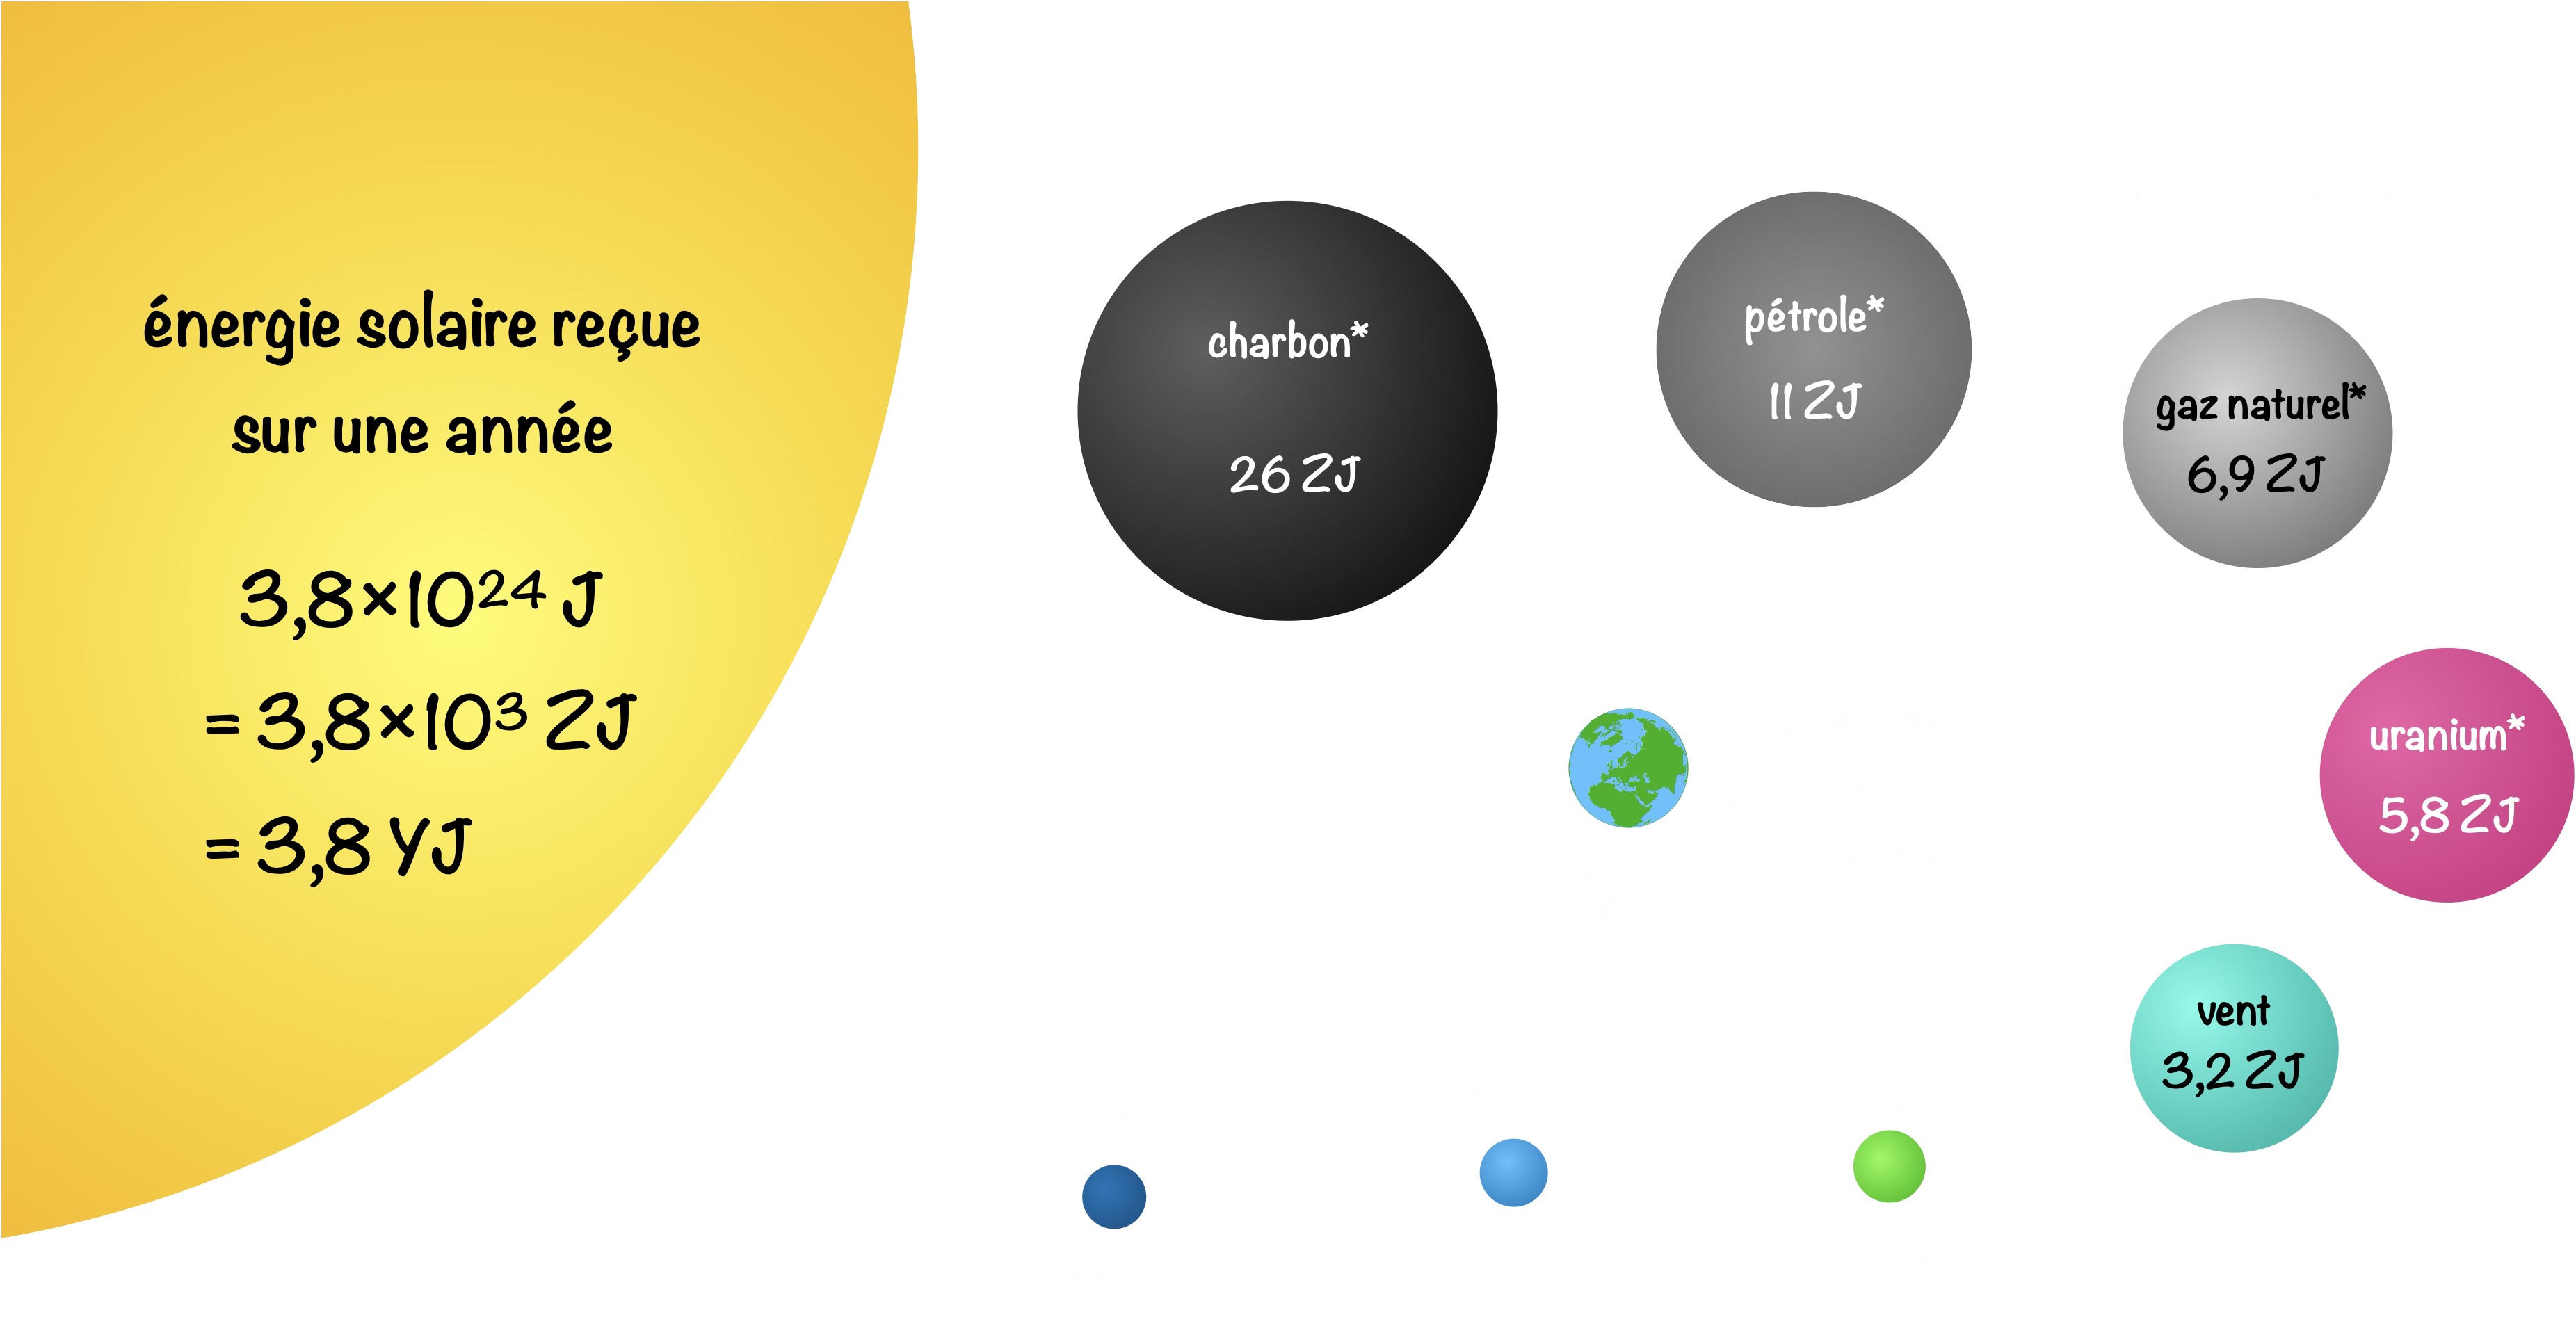 énergie solaire reçue
sur une année
3,8×10²⁴ J
= 3,8×10³ ZJ
= 3,8 YJ
charbon*
26 ZJ
pétrole*
11 ZJ
gaz naturel*
6,9 ZJ
uranium*
5,8 ZJ
vent
3,2 ZJ